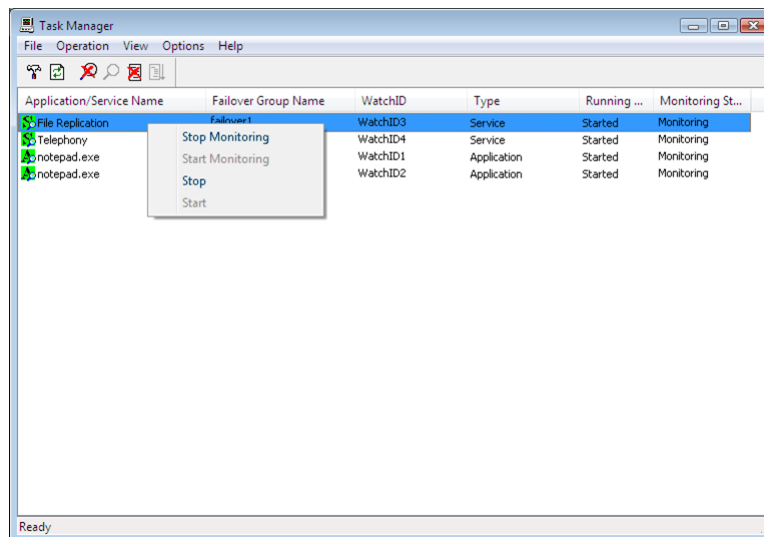 Task Manager
File Operation View Options Help
Application/Service Name Failover Group Name WatchID Type Running ... Monitoring St...
File Replication failover1 WatchID3 Service Started Monitoring
Telephony WatchID4 Service Started Monitoring
notepad.exe WatchID1 Application Started Monitoring
notepad.exe WatchID2 Application Started Monitoring
Stop Monitoring
Start Monitoring
Stop
Start
Ready